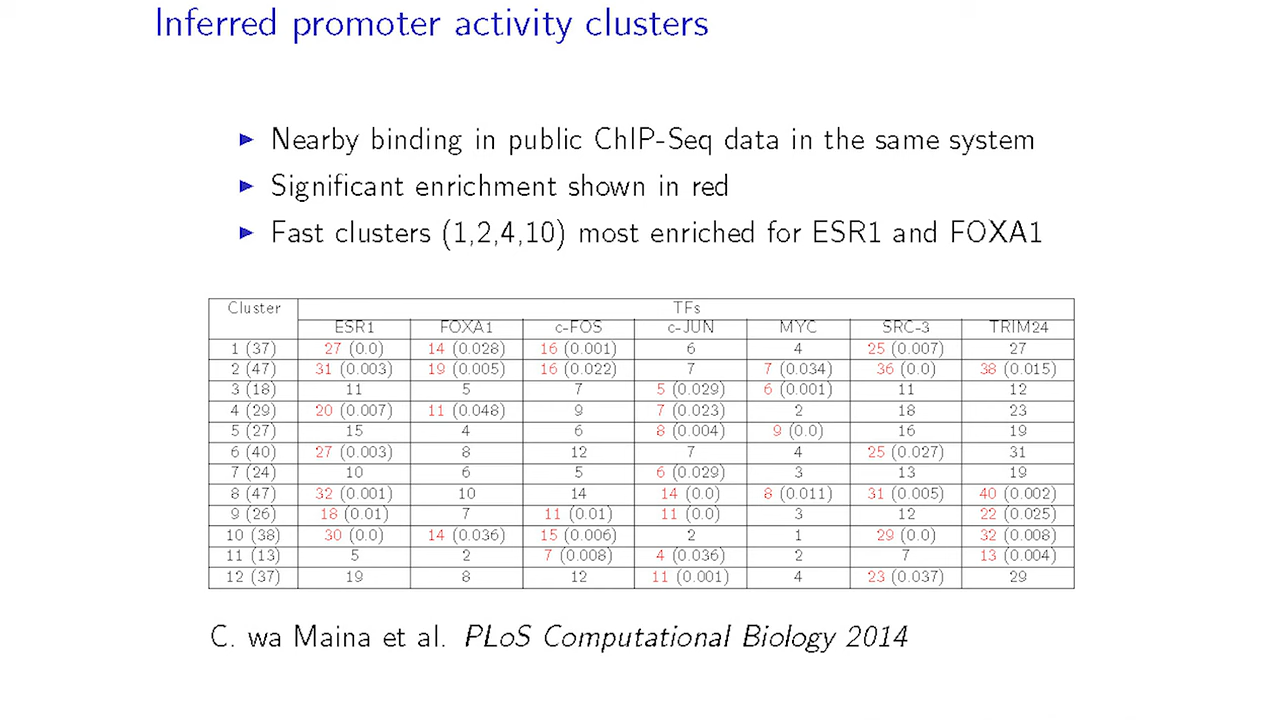 Inferred promoter activity clusters
Nearby binding in public ChIP-Seq data in the same system
Significant enrichment shown in red
Fast clusters (1,2,4,10) most enriched for ESR1 and FOXA1
Cluster TFs
ESR1 FOXA1 c-FOS c-JUN MYC SRC-3 TRIM24
1 (37) 27 (0.0) 14 (0.028) 16 (0.001) 6 4 25 (0.007) 27
2 (47) 31 (0.003) 19 (0.005) 16 (0.022) 7 7 (0.034) 36 (0.0) 38 (0.015)
3 (18) 11 5 7 5 (0.029) 6 (0.001) 11 12
4 (29) 20 (0.007) 11 (0.048) 9 7 (0.023) 2 18 23
5 (27) 15 4 6 8 (0.004) 9 (0.0) 16 19
6 (40) 27 (0.003) 8 12 7 4 25 (0.027) 31
7 (24) 10 6 5 6 (0.029) 3 13 19
8 (47) 32 (0.001) 10 14 14 (0.0) 8 (0.011) 31 (0.005) 40 (0.002)
9 (26) 18 (0.01) 7 11 (0.01) 11 (0.0) 3 12 22 (0.025)
10 (38) 30 (0.0) 14 (0.036) 15 (0.006) 2 1 29 (0.0) 32 (0.008)
11 (13) 5 2 7 (0.008) 4 (0.036) 2 7 13 (0.004)
12 (37) 19 8 12 11 (0.001) 4 23 (0.037) 29
C. wa Maina et al. PLoS Computational Biology 2014